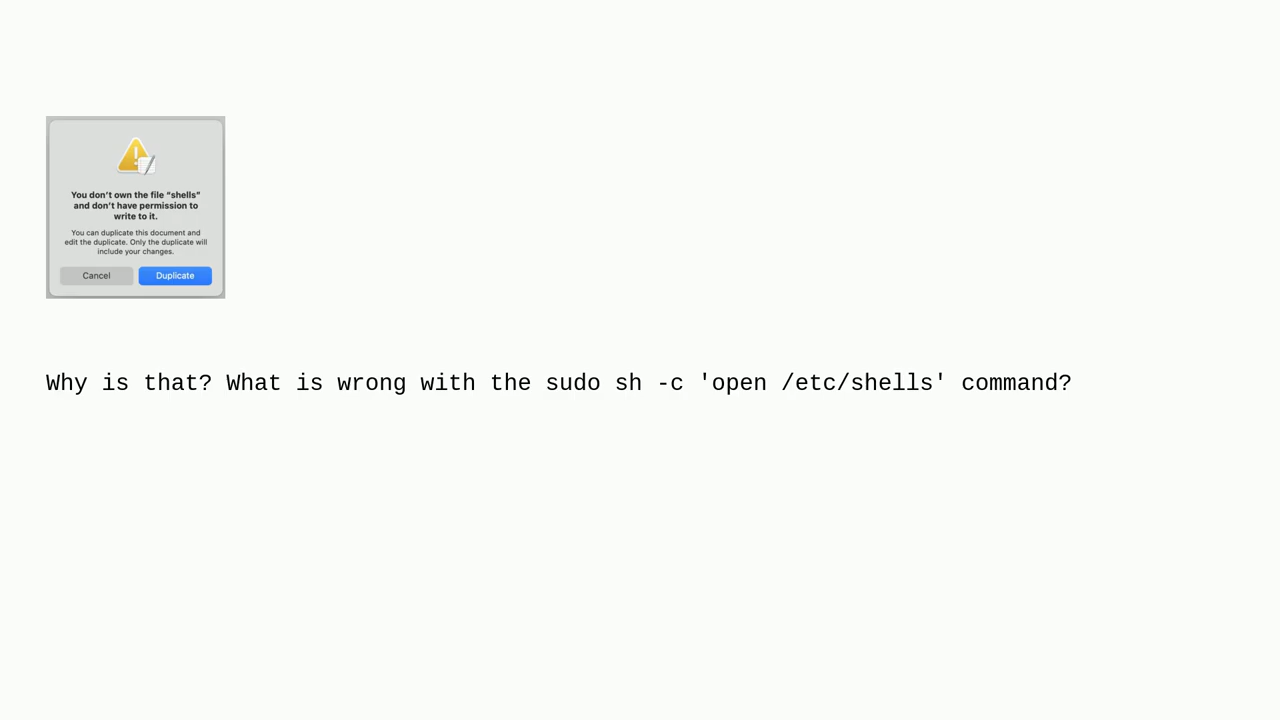 You don't own the file “shells”
and don't have permission to
write to it.
You can duplicate this document and
edit the duplicate. Only the duplicate will
include your changes.
Cancel Duplicate
Why is that? What is wrong with the sudo sh -c 'open /etc/shells' command?